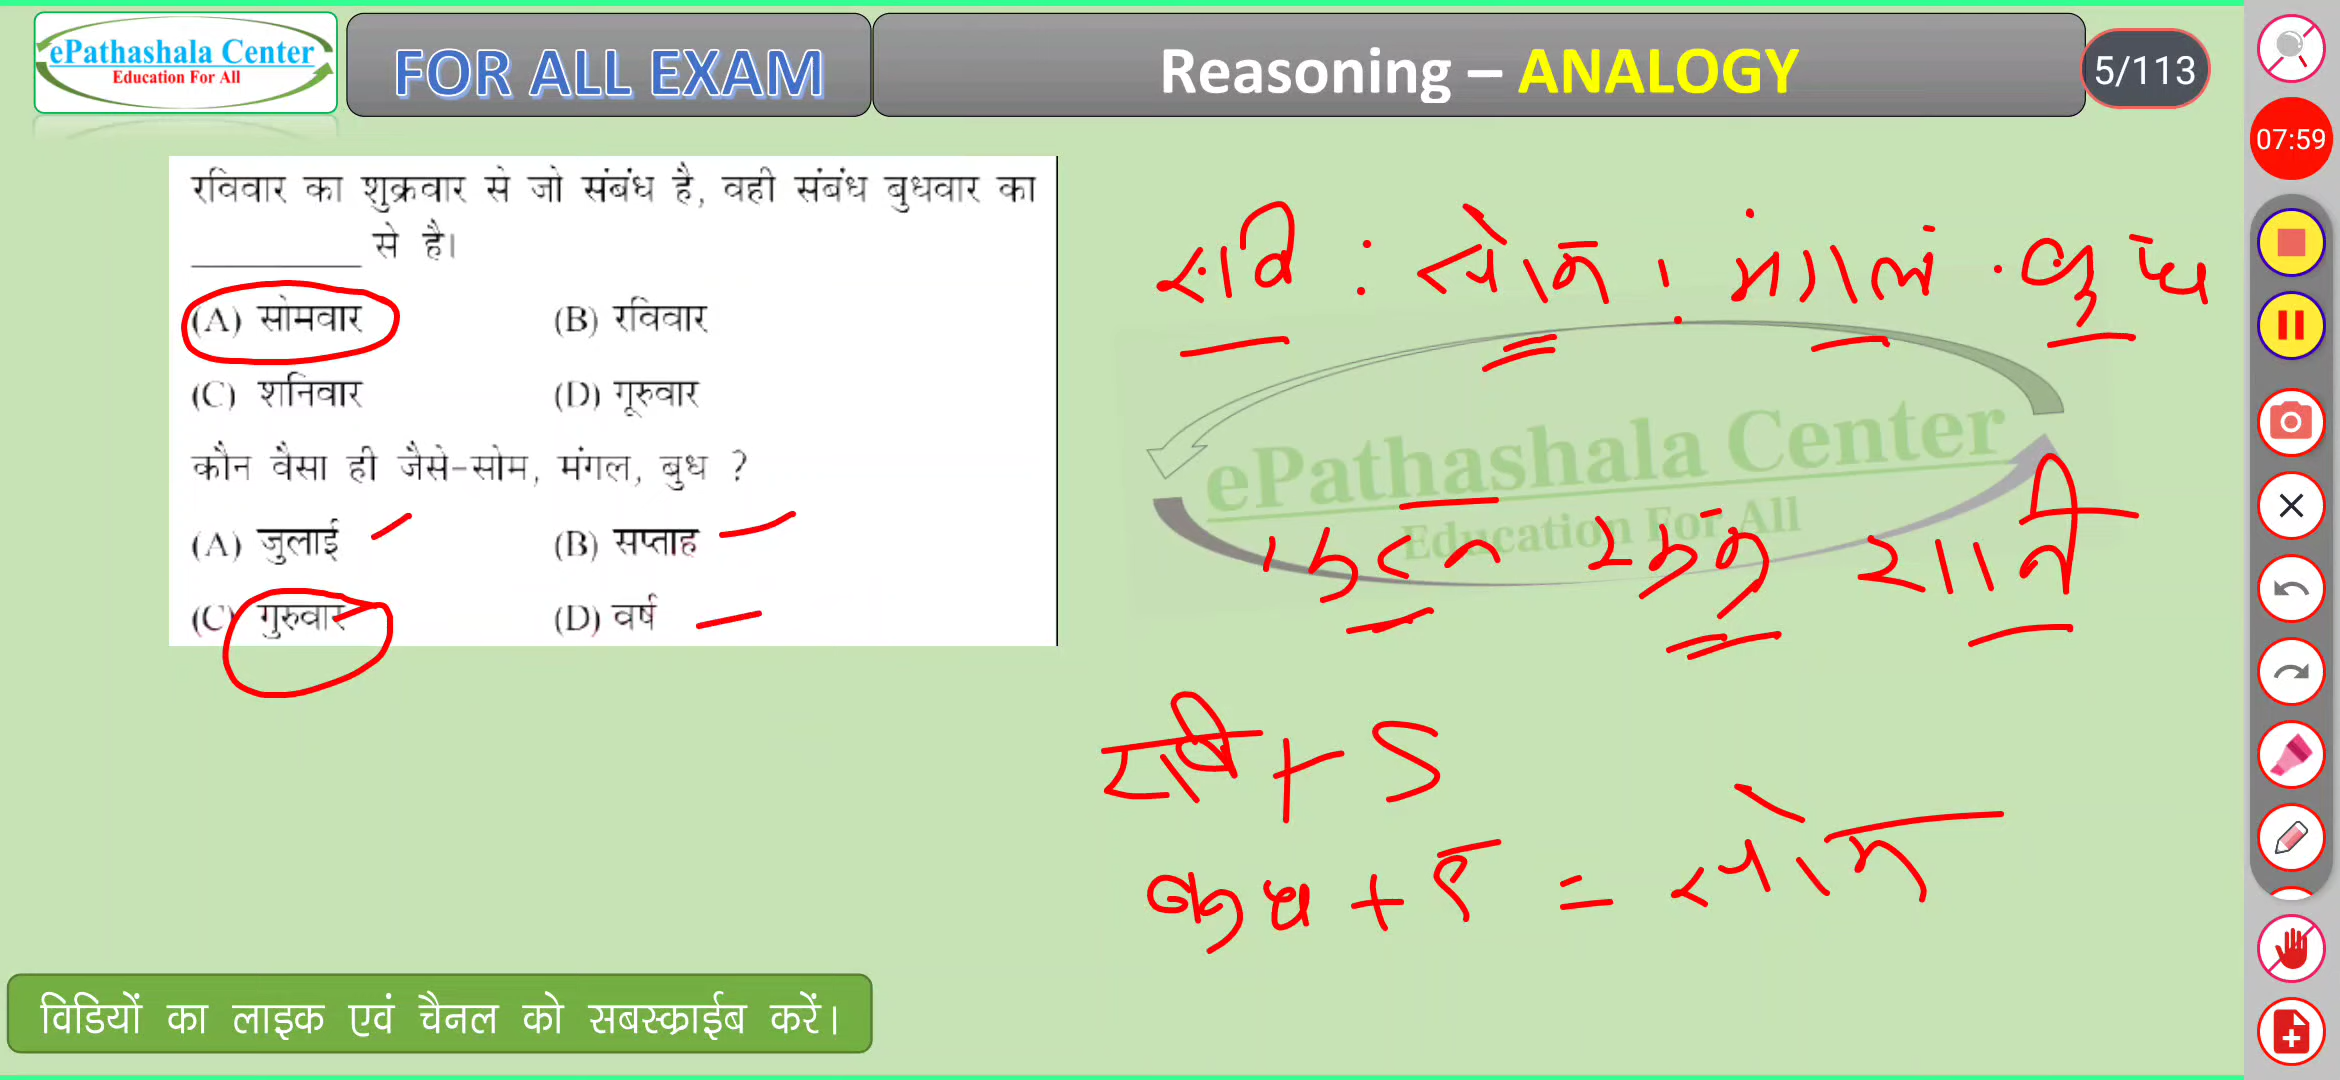 ePathashala Center
Education For All
FOR ALL EXAM
Reasoning – ANALOGY
5/113
07:59
रविवार का शुक्रवार से जो संबंध है, वही संबंध बुधवार का
__________ से है।
(A) सोमवार (B) रविवार
(C) शनिवार (D) गूरुवार
कौन वैसा ही जैसे-सोम, मंगल, बुध ?
(A) जुलाई (B) सप्ताह
(C) गुरुवार (D) वर्ष
रवि : सोम मंगल बुध
शनि
ePathashala Center
Education For All
रवि + 5
बुध + = सोम
विडियों का लाइक एवं चैनल को सबस्क्राईब करें।